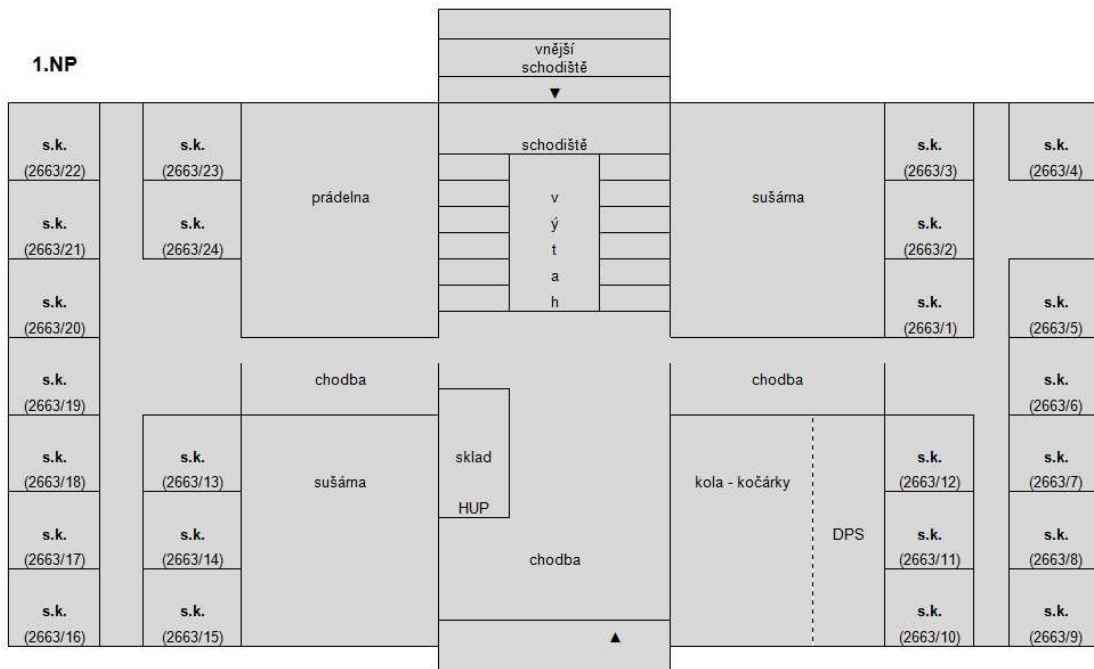 1.NP
vnější
schodiště
▼
s.k.
(2663/22)
s.k.
(2663/23)
prádelna
schodiště
sušárna
s.k.
(2663/3)
s.k.
(2663/4)
s.k.
(2663/21)
s.k.
(2663/24)
v
ý
t
a
h
s.k.
(2663/2)
s.k.
(2663/20)
s.k.
(2663/1)
s.k.
(2663/5)
s.k.
(2663/19)
chodba
chodba
s.k.
(2663/6)
s.k.
(2663/18)
s.k.
(2663/13)
sušárna
sklad
HUP
kola - kočárky
DPS
s.k.
(2663/12)
s.k.
(2663/7)
s.k.
(2663/17)
s.k.
(2663/14)
chodba
s.k.
(2663/11)
s.k.
(2663/8)
s.k.
(2663/16)
s.k.
(2663/15)
▲
s.k.
(2663/10)
s.k.
(2663/9)